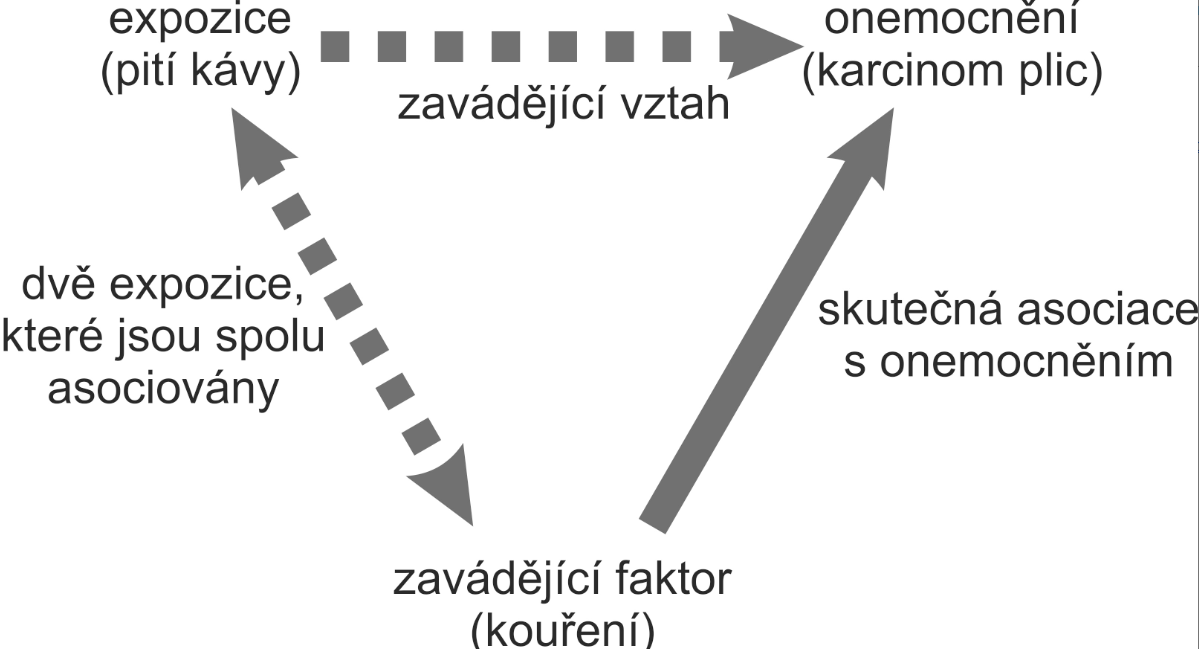 expozice
(pití kávy)
onemocnění
(karcinom plic)
zavádějící vztah
dvě expozice,
které jsou spolu
asociovány
skutečná asociace
s onemocněním
zavádějící faktor
(kouření)